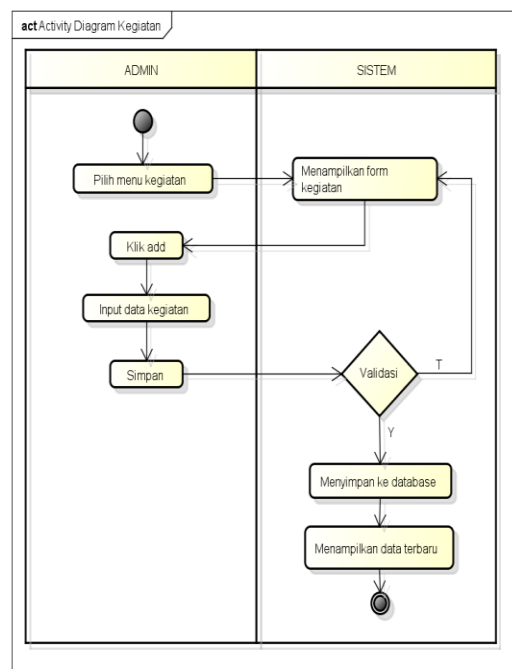 act Activity Diagram Kegiatan
ADMIN
SISTEM
Pilih menu kegiatan
Menampilkan form
kegiatan
Klik add
Input data kegiatan
Simpan
Validasi
T
Y
Menyimpan ke database
Menampilkan data terbaru